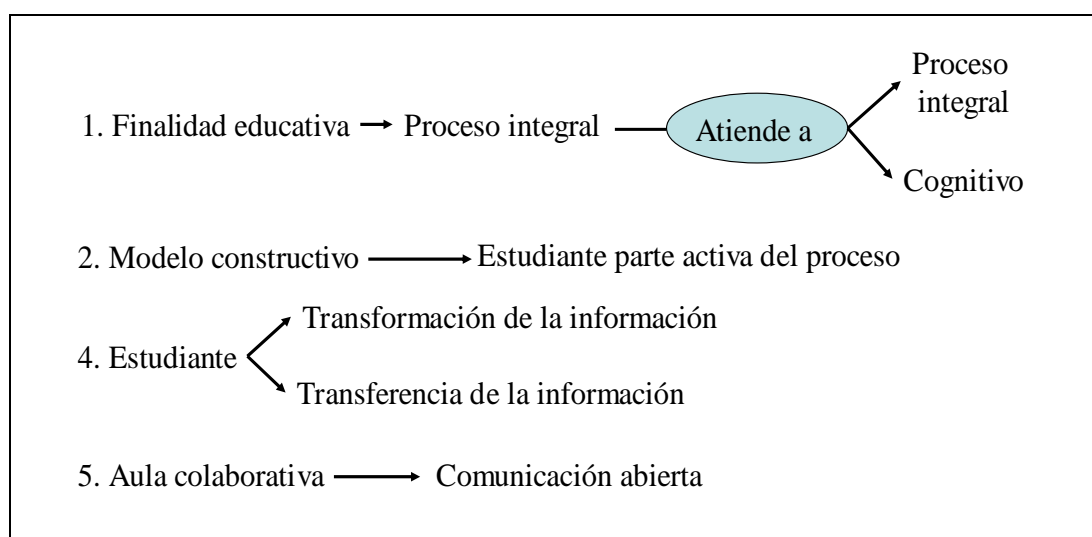 Proceso
integral
1. Finalidad educativa Proceso integral Atiende a
Cognitivo
2. Modelo constructivo Estudiante parte activa del proceso
Transformación de la información
4. Estudiante
Transferencia de la información
5. Aula colaborativa Comunicación abierta